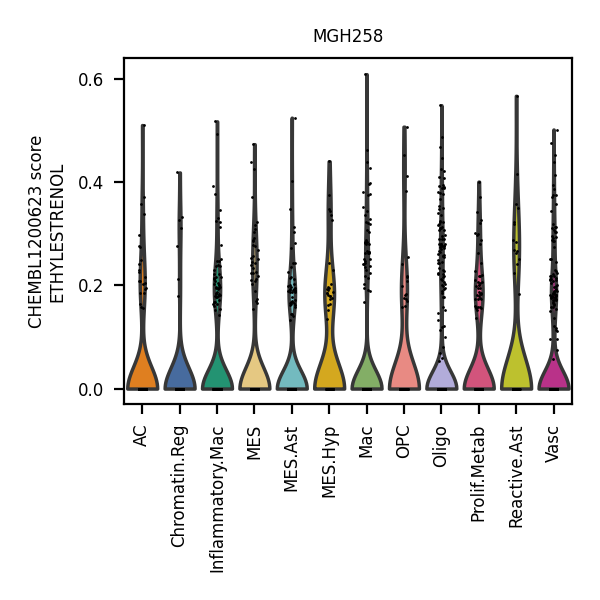 MGH258
CHEMBL1200623 score
ETHYLESTRENOL
0.6
0.4
0.2
0.0
AC
Chromatin.Reg
Inflammatory.Mac
MES
MES.Ast
MES.Hyp
Mac
OPC
Oligo
Prolif.Metab
Reactive.Ast
Vasc